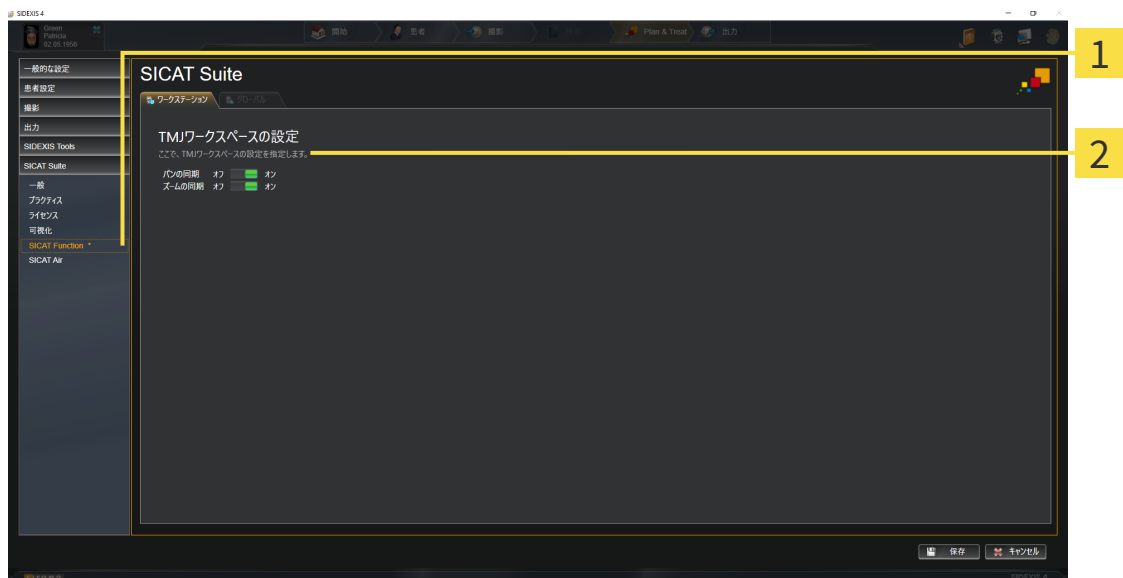 SIDEXIS 4
Green
Patricia
02.05.1956
開始
患者
撮影
Plan & Treat
出力
1
一般的な設定
患者設定
撮影
出力
SIDEXIS Tools
SICAT Suite
一般
プラクティス
ライセンス
可視化
SICAT Function *
SICAT Air
SICAT Suite
ワークステーション
グローバル
TMJワークスペースの設定
ここで、TMJワークスペースの設定を指定します。
2
パンの同期 オフ オン
ズームの同期 オフ オン
保存
キャンセル
SIDEXIS 4